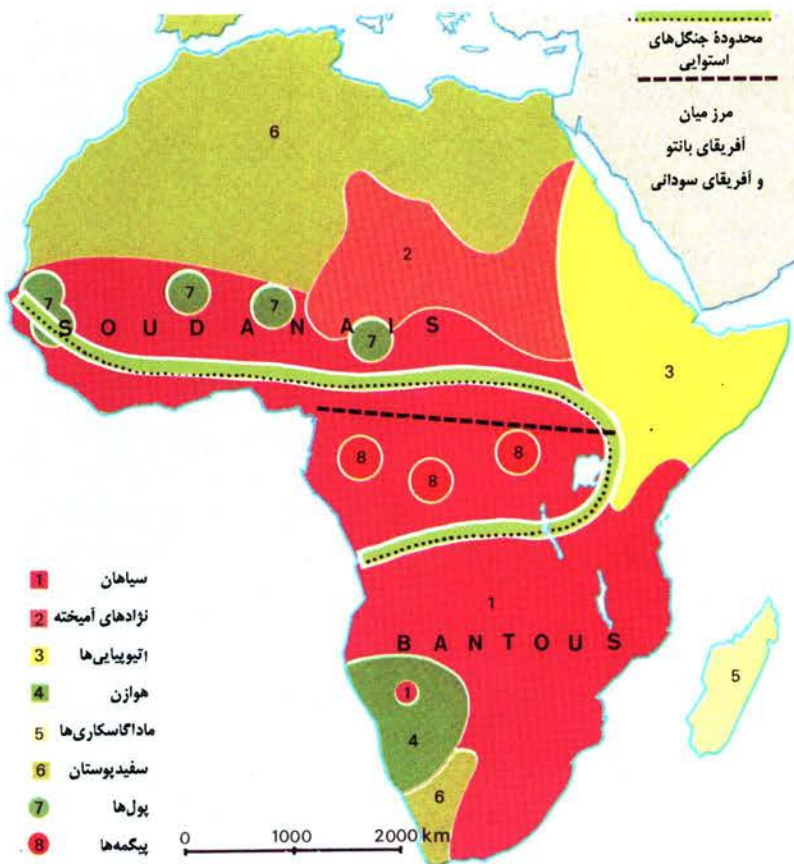 محدودهٔ جنگل‌های
استوایی
مرز میان
آفریقای بانتو
و آفریقای سودانی
6
2
7
7
7
SOUDANAIS
7
3
8
8
8
1
BANTOUS
1
4
5
6
1 سیاهان
2 نژادهای آمیخته
3 اتیوپیایی‌ها
4 هوازن
5 ماداگاسکاری‌ها
6 سفیدپوستان
7 پول‌ها
8 پیگمه‌ها
0 1000 2000 km